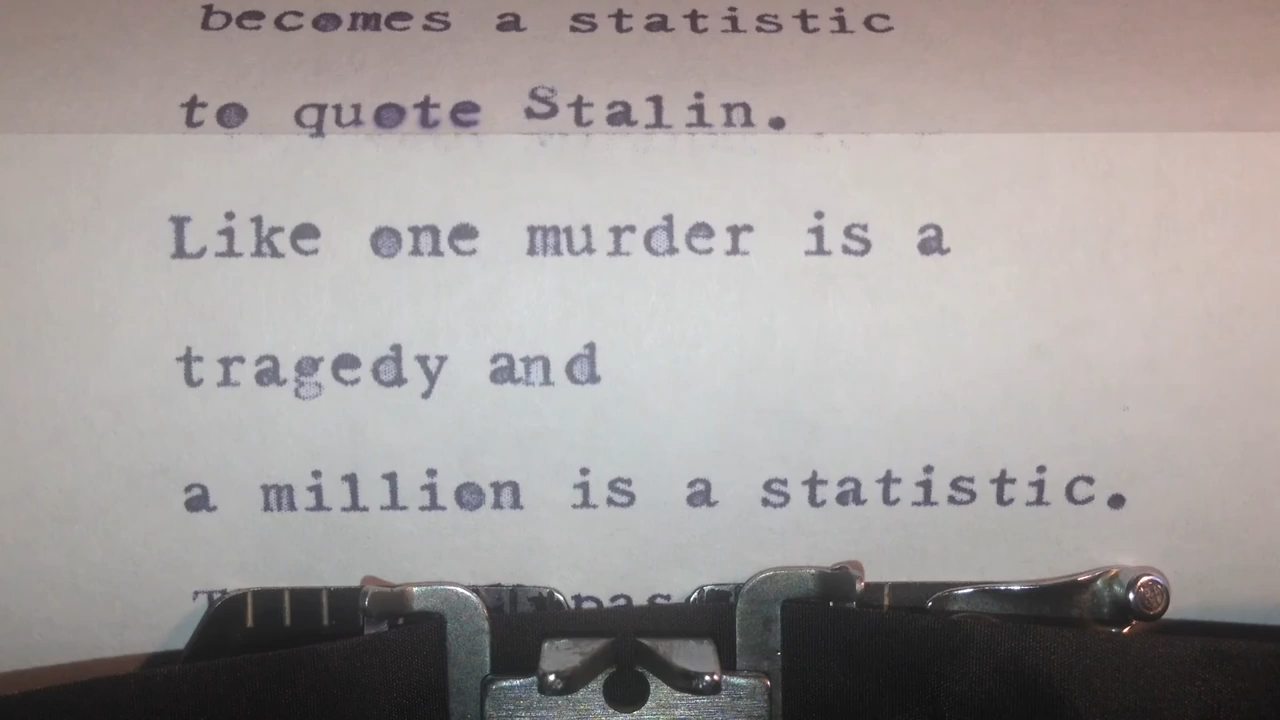 becomes a statistic
to quote Stalin.
Like one murder is a
tragedy and
a million is a statistic.